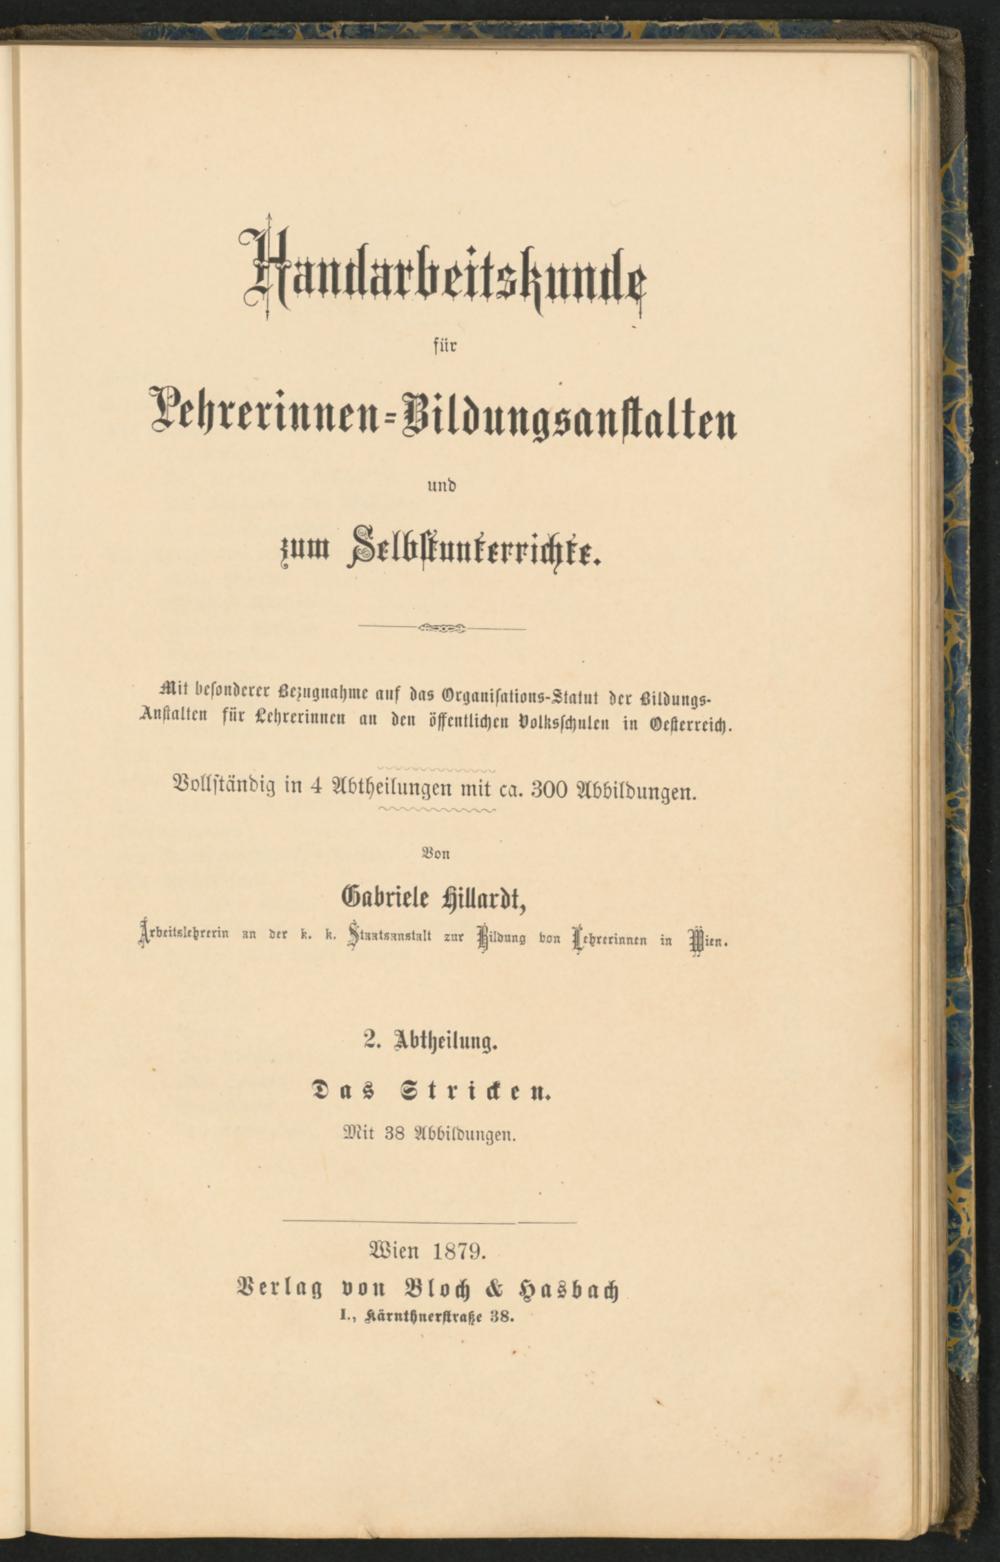 Handarbeitskunde
für
Lehrerinnen-Bildungsanstalten
und
zum Selbstunterrichte.
Mit besonderer Bezugnahme auf das Organisations-Statut der Bildungs-
Anstalten für Lehrerinnen an den öffentlichen Volksschulen in Oesterreich.
Vollständig in 4 Abtheilungen mit ca. 300 Abbildungen.
Von
Gabriele Hillardt,
Arbeitslehrerin an der k. k. Staatsanstalt zur Bildung von Lehrerinnen in Wien.
2. Abtheilung.
Das Stricken.
Mit 38 Abbildungen.
Wien 1879.
Verlag von Bloch & Hasbach
I., Kärnthnerstraße 38.